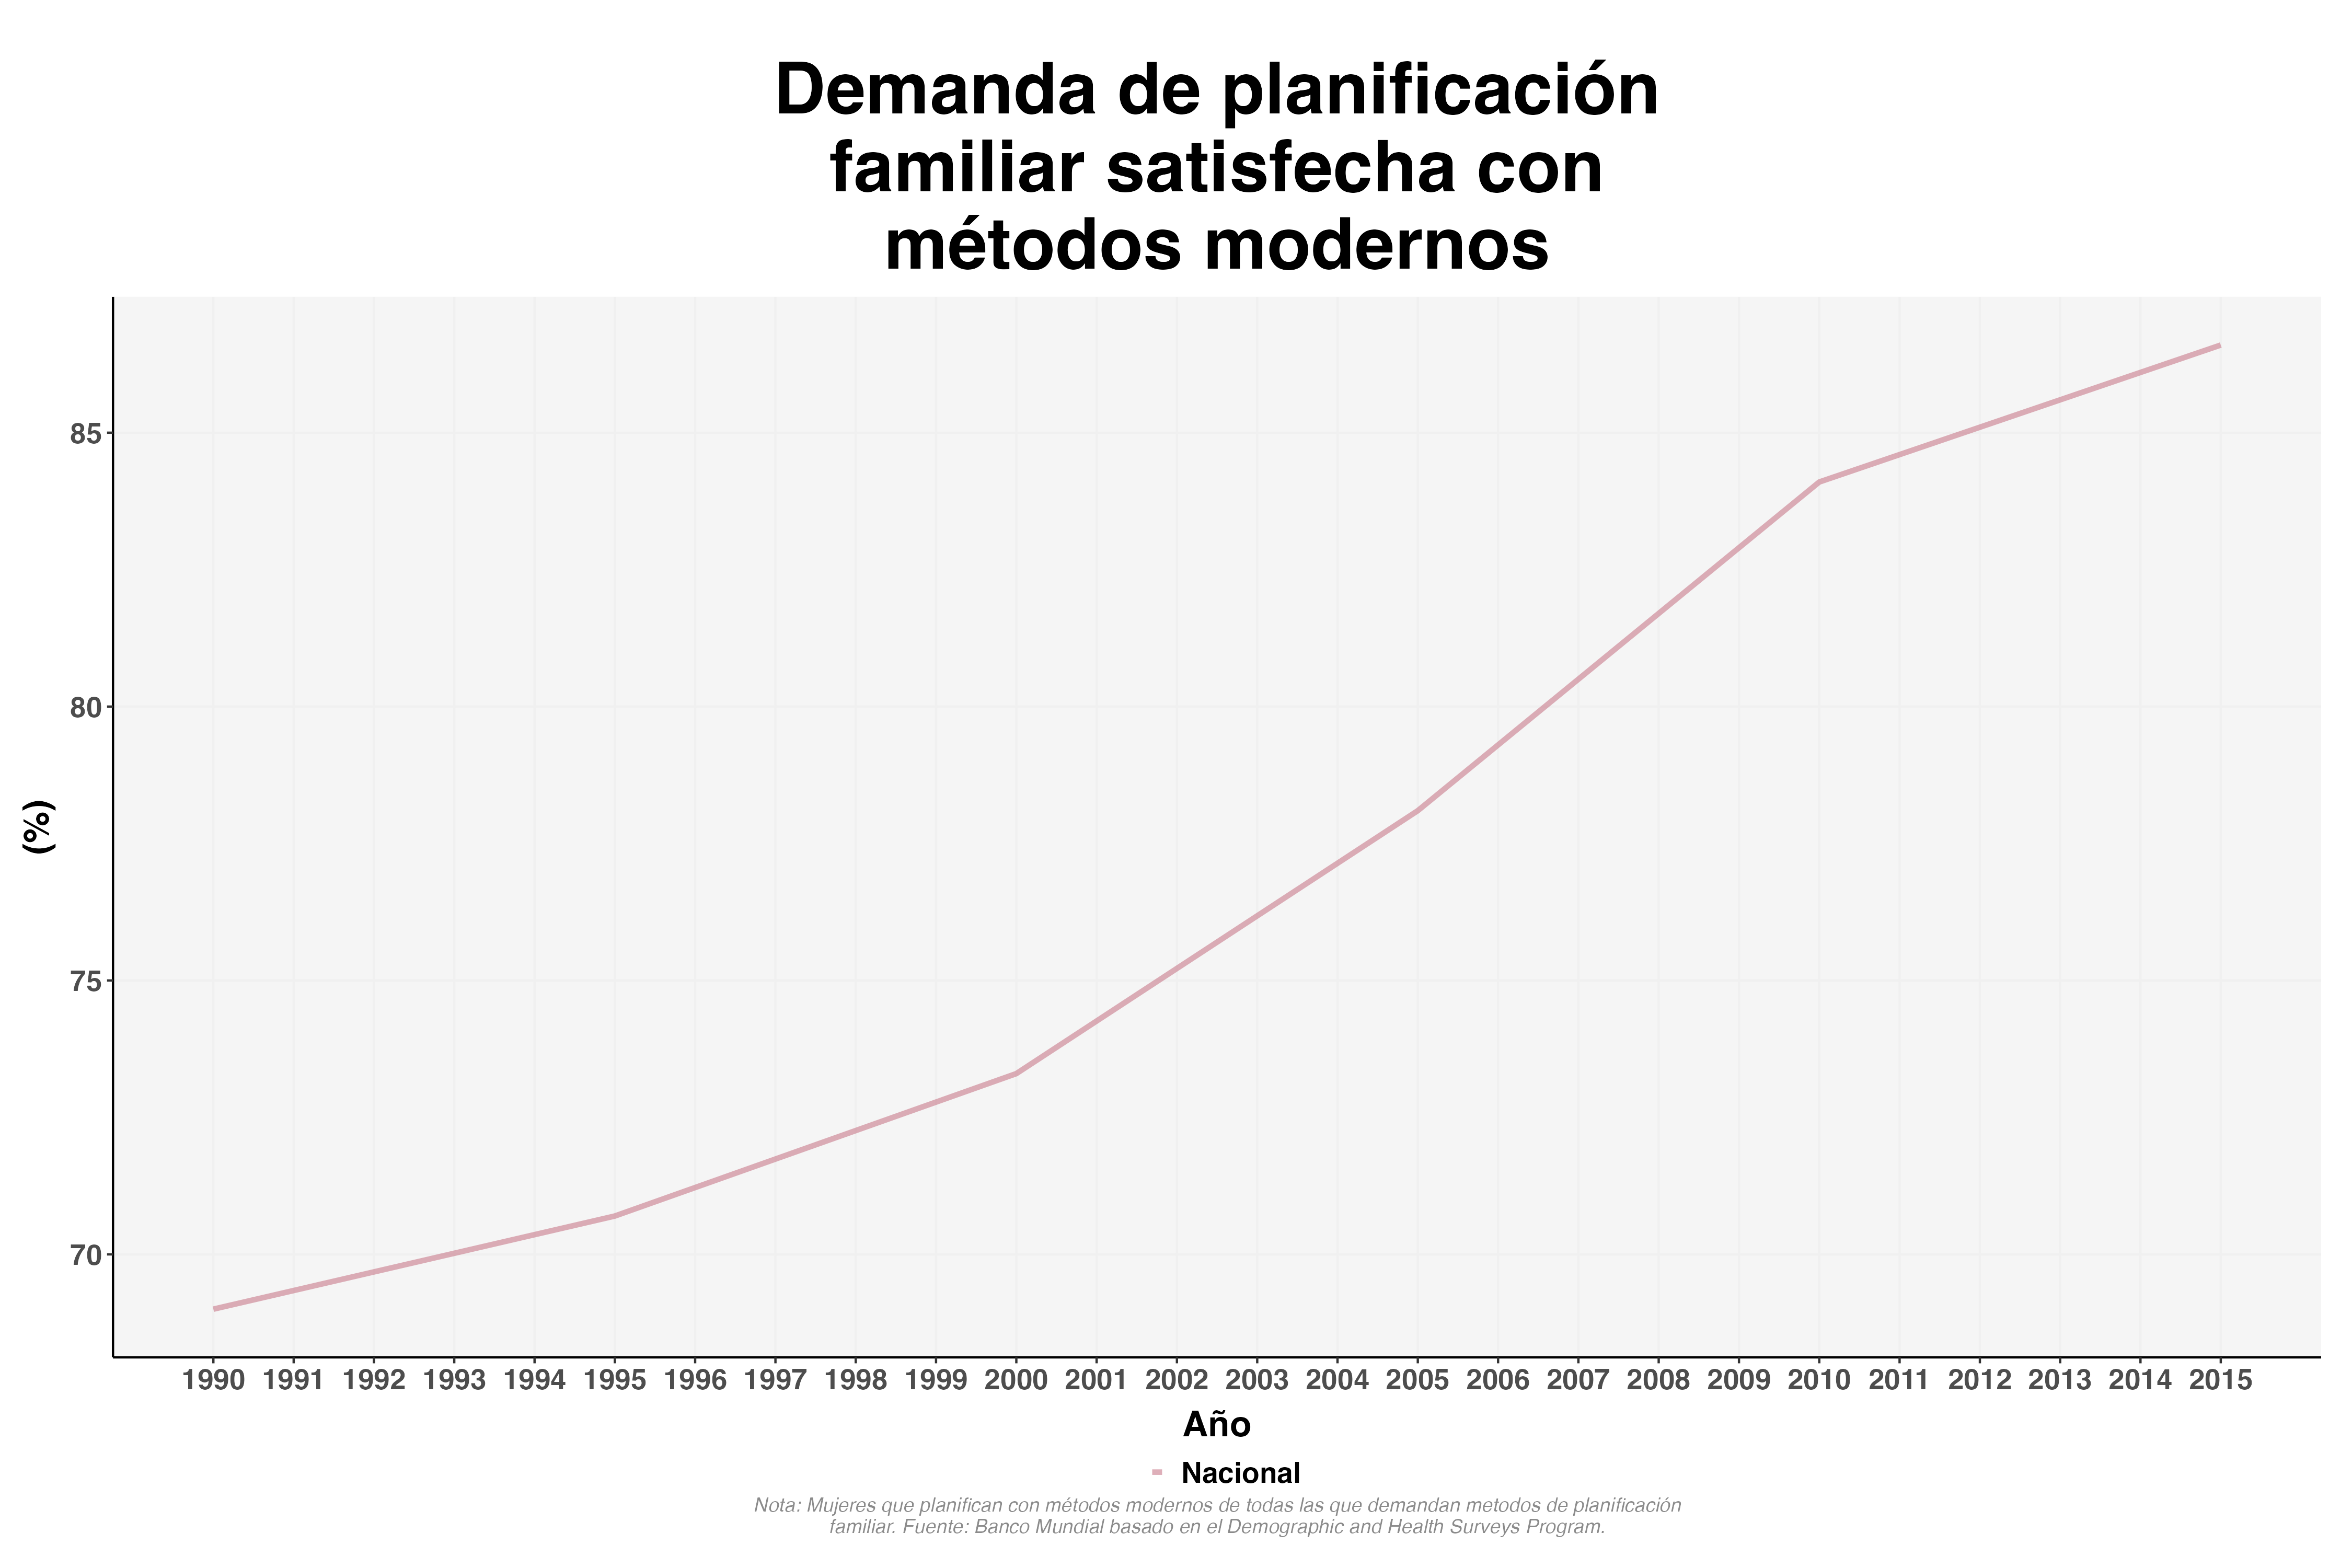 Demanda de planificación
familiar satisfecha con
métodos modernos
85
80
75
70
(%)
1990 1991 1992 1993 1994 1995 1996 1997 1998 1999 2000 2001 2002 2003 2004 2005 2006 2007 2008 2009 2010 2011 2012 2013 2014 2015
Año
Nacional
Nota: Mujeres que planifican con métodos modernos de todas las que demandan metodos de planificación
familiar. Fuente: Banco Mundial basado en el Demographic and Health Surveys Program.